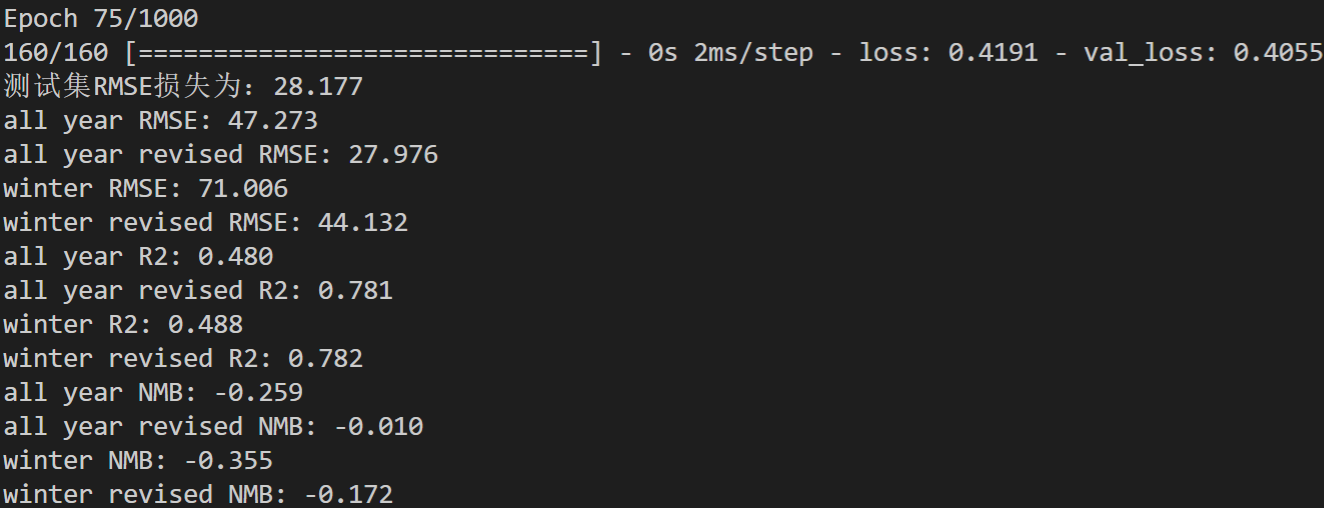 Epoch 75/1000
160/160 [==============================] - 0s 2ms/step - loss: 0.4191 - val_loss: 0.4055
测试集RMSE损失为：28.177
all year RMSE: 47.273
all year revised RMSE: 27.976
winter RMSE: 71.006
winter revised RMSE: 44.132
all year R2: 0.480
all year revised R2: 0.781
winter R2: 0.488
winter revised R2: 0.782
all year NMB: -0.259
all year revised NMB: -0.010
winter NMB: -0.355
winter revised NMB: -0.172